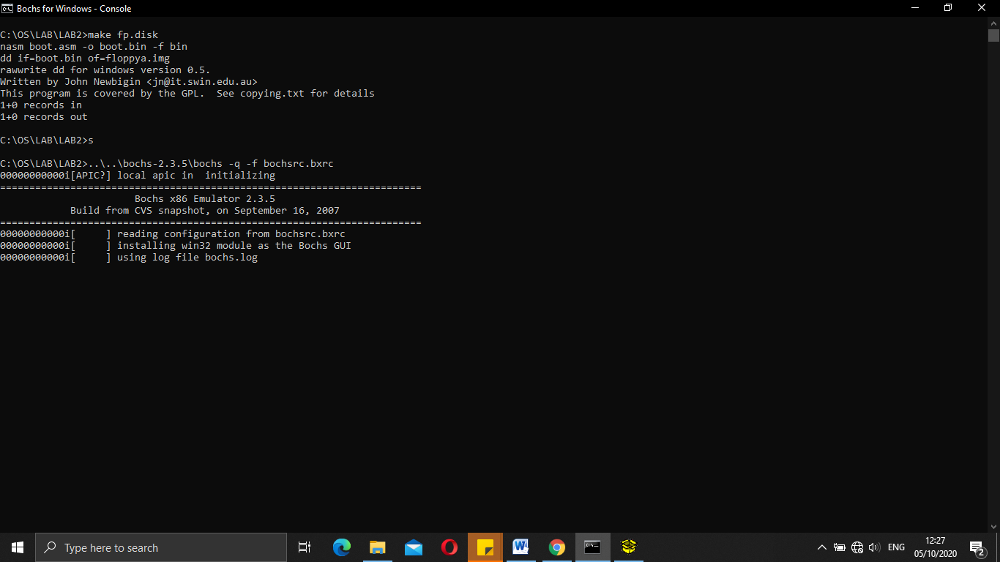 Bochs for Windows - Console
C:\OS\LAB\LAB2>make fp.disk
nasm boot.asm -o boot.bin -f bin
dd if=boot.bin of=floppya.img
rawwrite dd for windows version 0.5.
Written by John Newbigin <jn@it.swin.edu.au>
This program is covered by the GPL.  See copying.txt for details
1+0 records in
1+0 records out
C:\OS\LAB\LAB2>s
C:\OS\LAB\LAB2>..\..\bochs-2.3.5\bochs -q -f bochsrc.bxrc
00000000000i[APIC?] local apic in  initializing
========================================================================
Bochs x86 Emulator 2.3.5
Build from CVS snapshot, on September 16, 2007
========================================================================
00000000000i[     ] reading configuration from bochsrc.bxrc
00000000000i[     ] installing win32 module as the Bochs GUI
00000000000i[     ] using log file bochs.log
Type here to search
ENG
12:27
05/10/2020
2